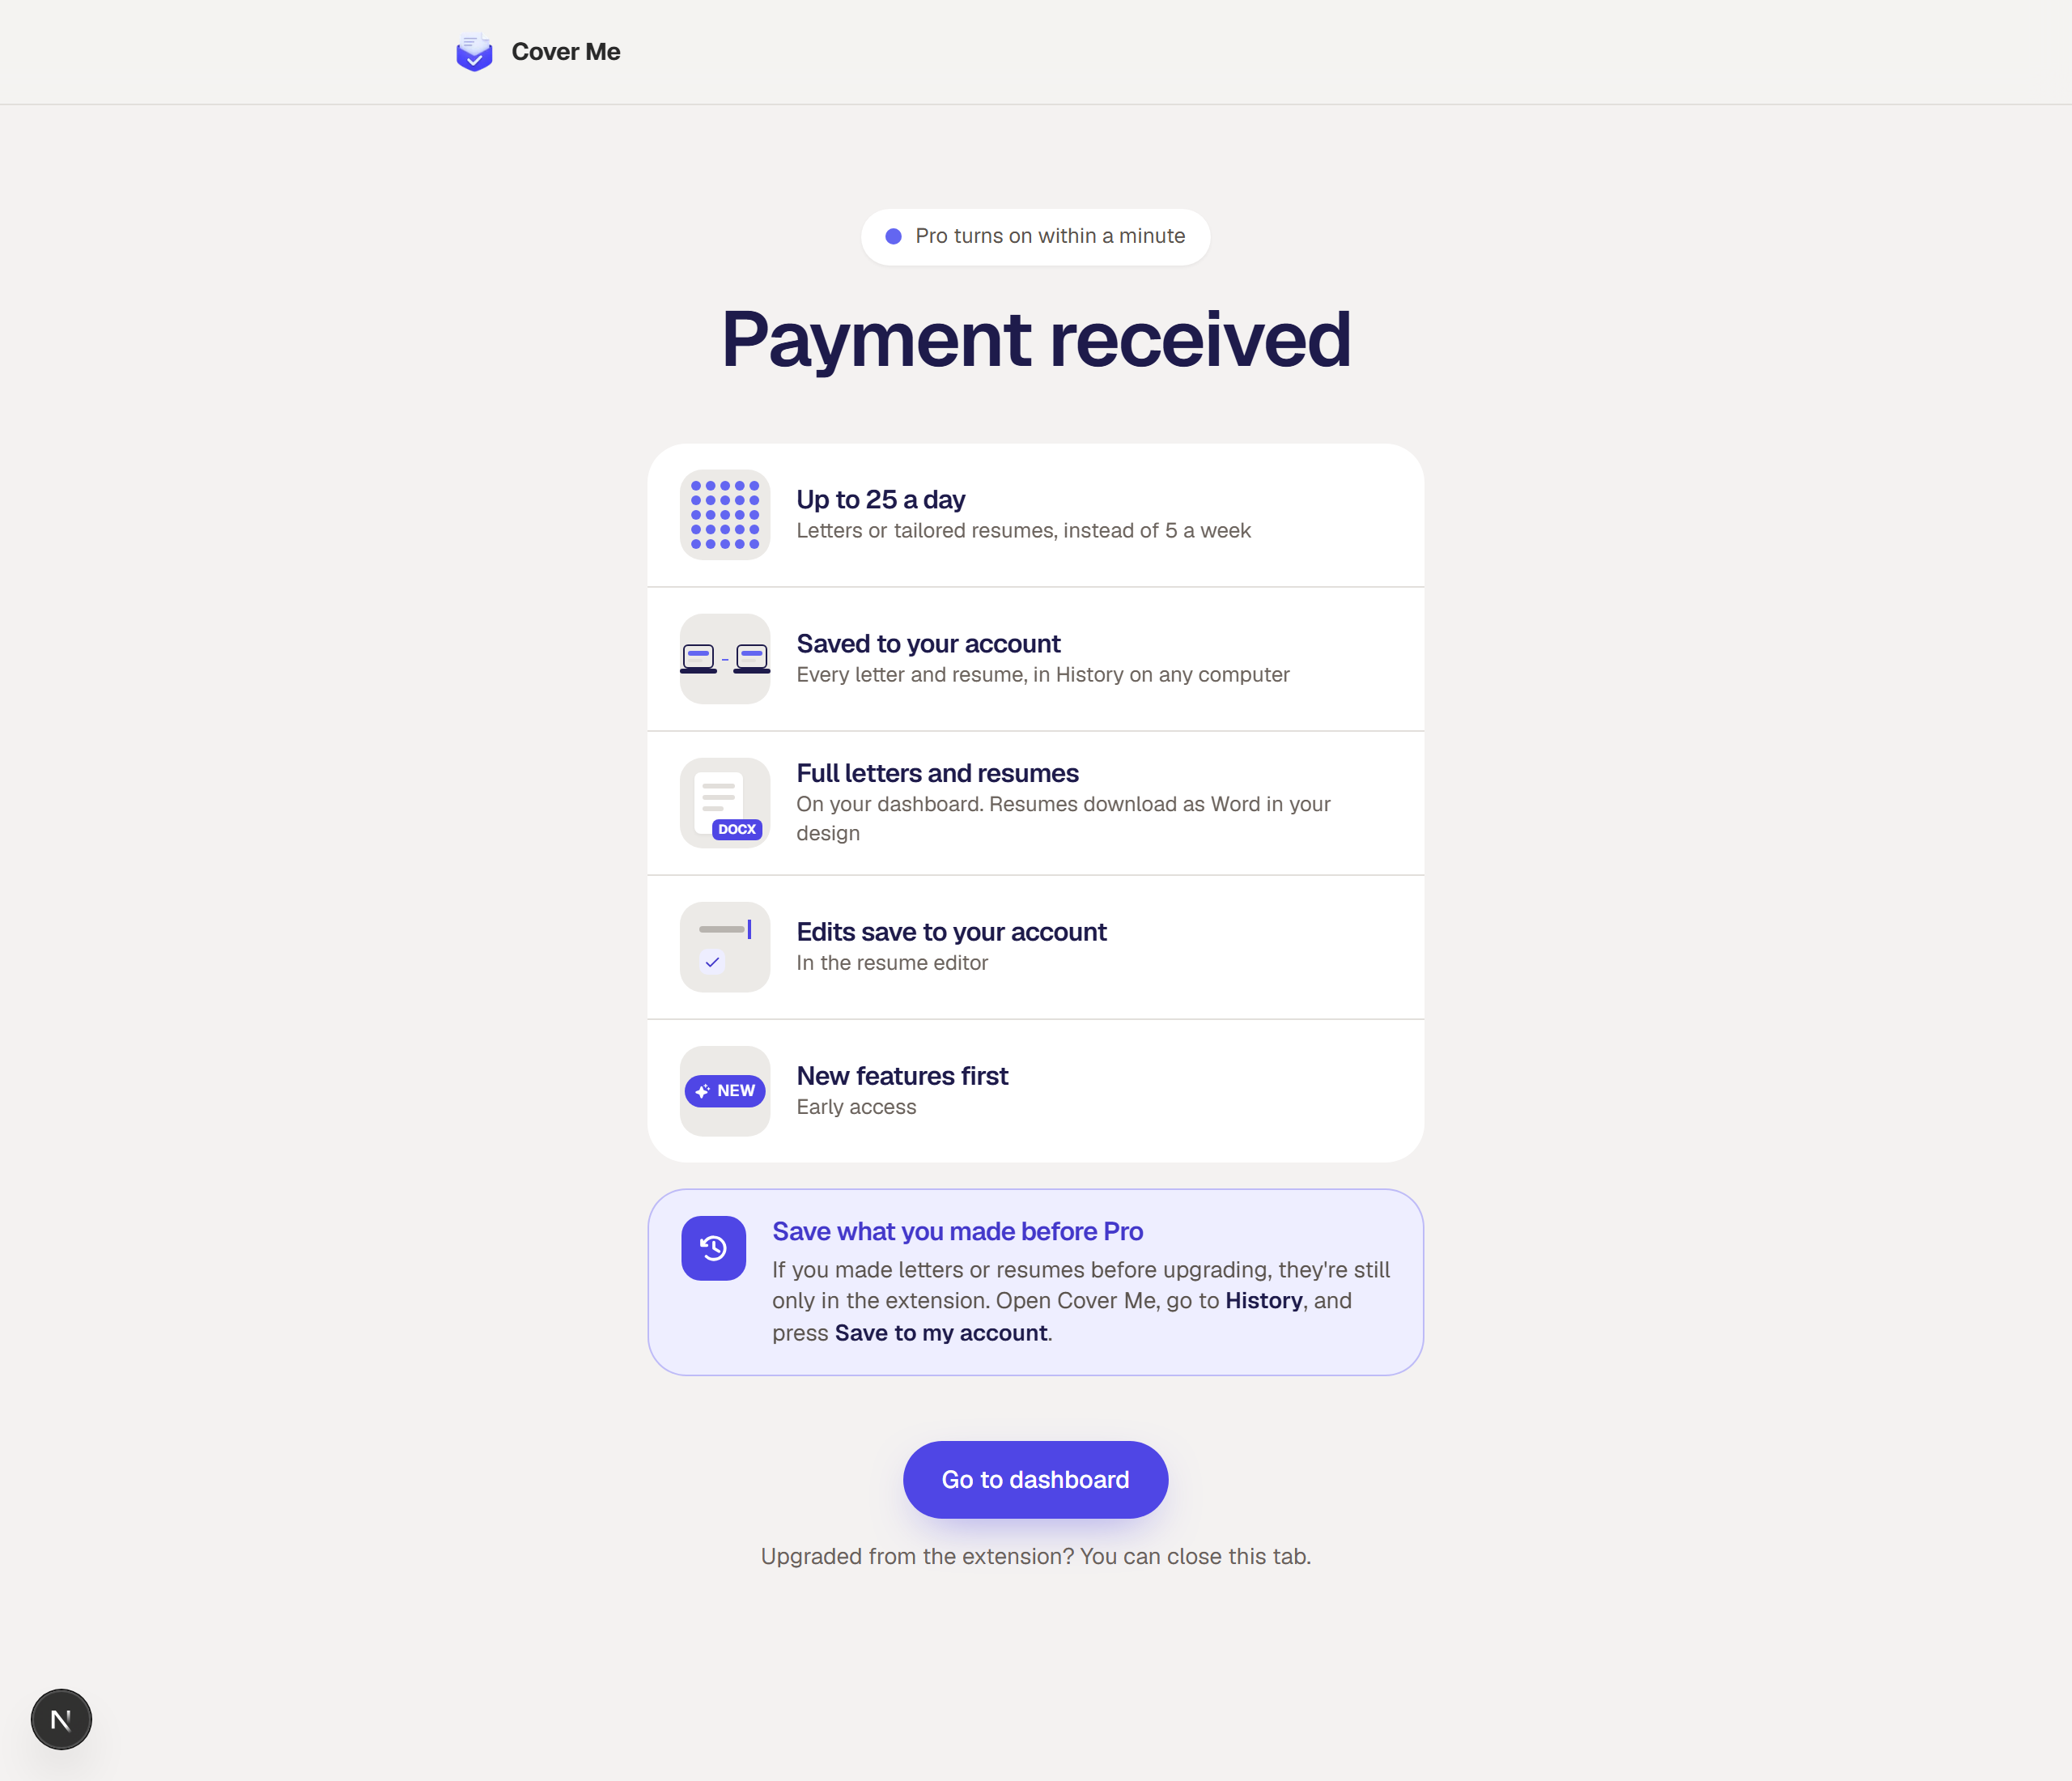 Cover Me
Pro turns on within a minute
Payment received
Up to 25 a day
Letters or tailored resumes, instead of 5 a week
Saved to your account
Every letter and resume, in History on any computer
Full letters and resumes
On your dashboard. Resumes download as Word in your
design
DOCX
Edits save to your account
In the resume editor
NEW
New features first
Early access
Save what you made before Pro
If you made letters or resumes before upgrading, they're still
only in the extension. Open Cover Me, go to History, and
press Save to my account.
Go to dashboard
Upgraded from the extension? You can close this tab.
N